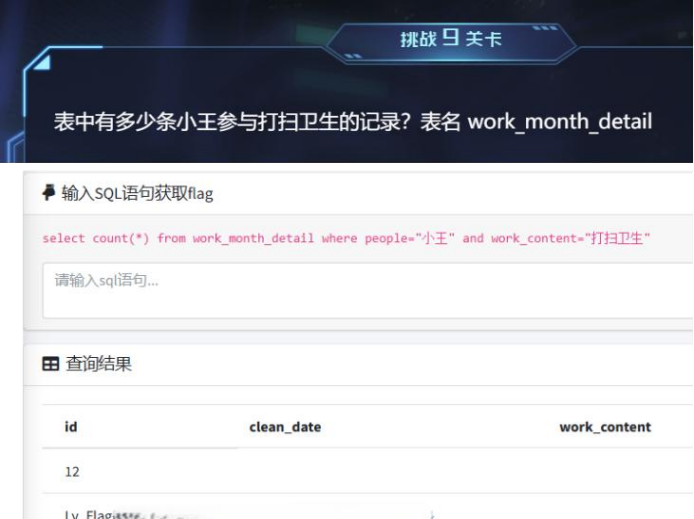 挑战 9 关卡
表中有多少条小王参与打扫卫生的记录？表名 work_month_detail
输入SQL语句获取flag
select count(*) from work_month_detail where people="小王" and work_content="打扫卫生"
请输入sql语句...
查询结果
id clean_date work_content
12
Ly_Flag